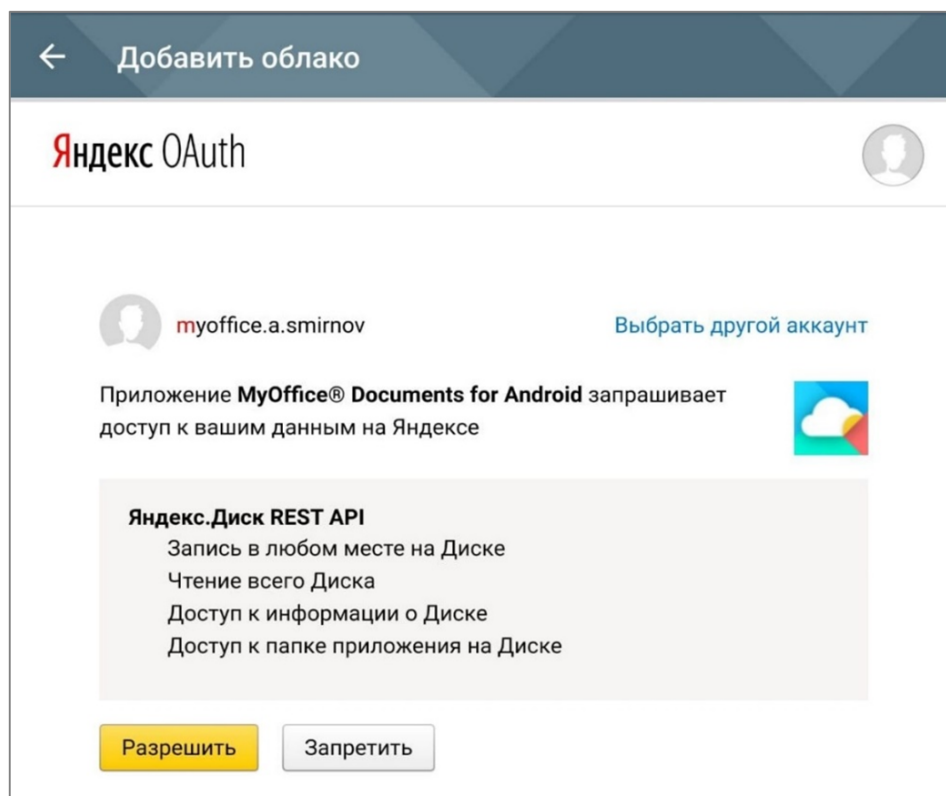 Добавить облако
Яндекс OAuth
myoffice.a.smirnov
Выбрать другой аккаунт
Приложение MyOffice® Documents for Android запрашивает
доступ к вашим данным на Яндексе
Яндекс.Диск REST API
Запись в любом месте на Диске
Чтение всего Диска
Доступ к информации о Диске
Доступ к папке приложения на Диске
Разрешить
Запретить